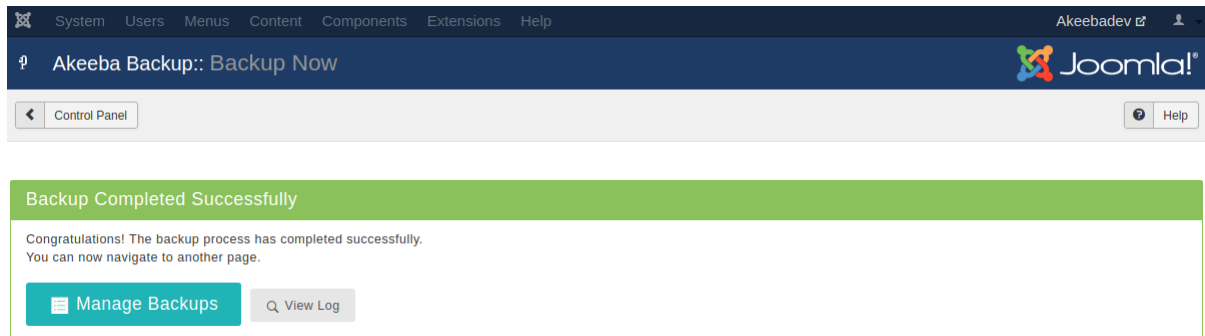 System Users Menus Content Components Extensions Help Akeebadev
Akeeba Backup:: Backup Now Joomla!®
Control Panel Help
Backup Completed Successfully
Congratulations! The backup process has completed successfully.
You can now navigate to another page.
Manage Backups View Log